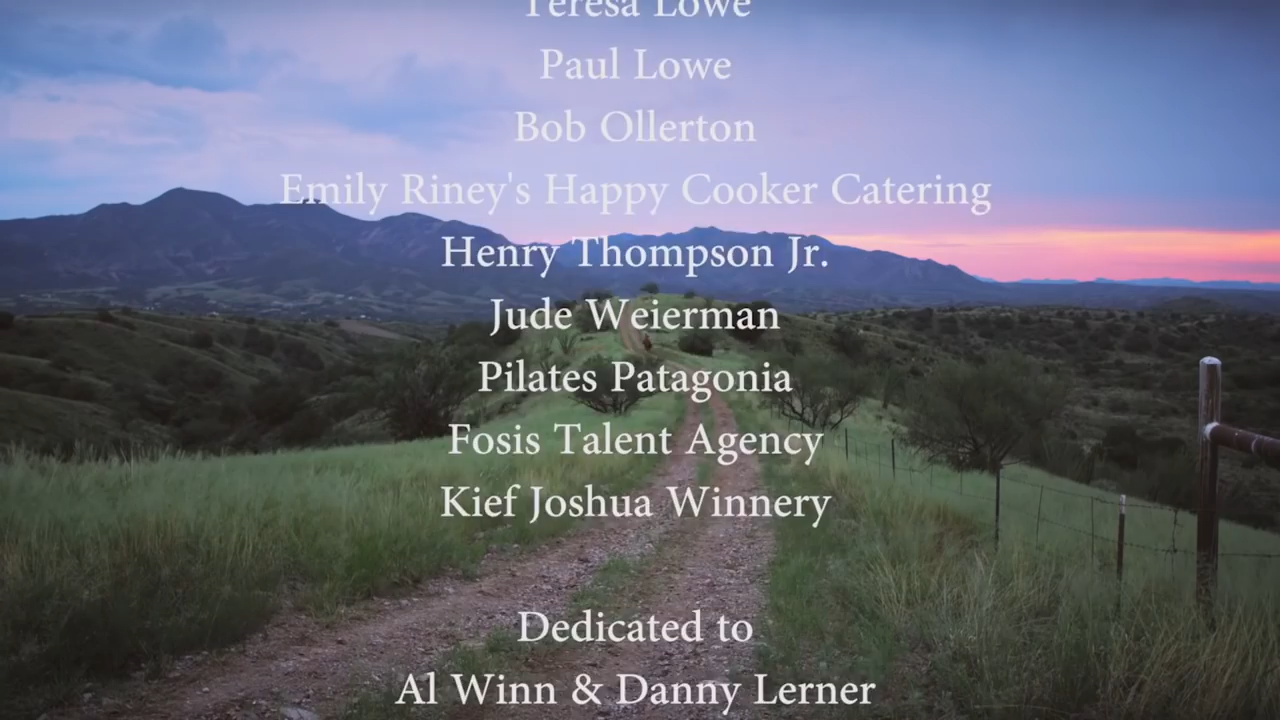 Teresa Lowe
Paul Lowe
Bob Ollerton
Emily Riney's Happy Cooker Catering
Henry Thompson Jr.
Jude Weierman
Pilates Patagonia
Fosis Talent Agency
Kief Joshua Winnery
Dedicated to
Al Winn & Danny Lerner